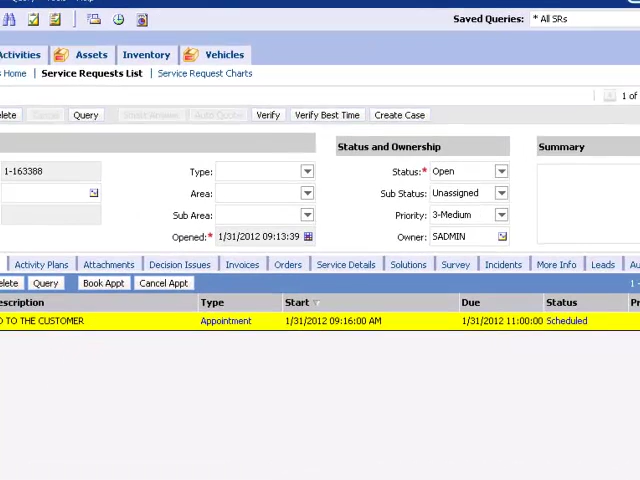 Saved Queries: * All SRs
Activities Assets Inventory Vehicles
Home Service Requests List Service Request Charts
1 of
Query Verify Verify Best Time Create Case
Status and Ownership Summary
1-163388 Type: Status:* Open
Area: Sub Status: Unassigned
Sub Area: Priority: 3-Medium
Opened:* 1/31/2012 09:13:39 Owner: SADMIN
Activity Plans Attachments Decision Issues Invoices Orders Service Details Solutions Survey Incidents More Info Leads Au
Query Book Appt Cancel Appt 1 -
escription Type Start Due Status Pr
O TO THE CUSTOMER Appointment 1/31/2012 09:16:00 AM 1/31/2012 11:00:00 Scheduled